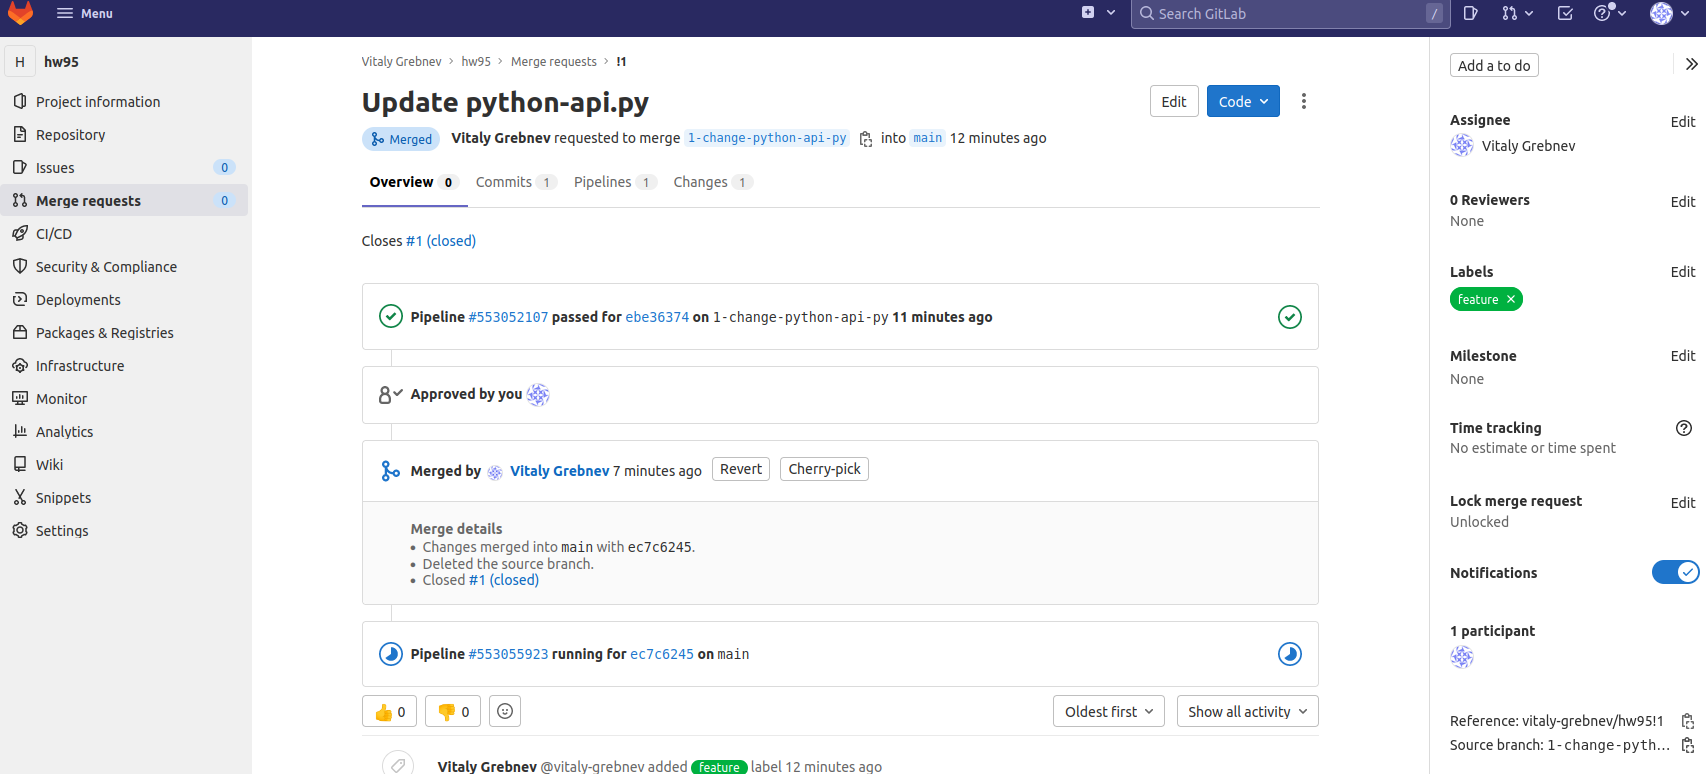 Menu
Search GitLab /
H hw95
Project information
Repository
Issues 0
Merge requests 0
CI/CD
Security & Compliance
Deployments
Packages & Registries
Infrastructure
Monitor
Analytics
Wiki
Snippets
Settings
Vitaly Grebnev › hw95 › Merge requests › !1
Update python-api.py
Edit Code
Merged Vitaly Grebnev requested to merge 1-change-python-api-py into main 12 minutes ago
Overview 0 Commits 1 Pipelines 1 Changes 1
Closes #1 (closed)
Pipeline #553052107 passed for ebe36374 on 1-change-python-api-py 11 minutes ago
Approved by you
Merged by Vitaly Grebnev 7 minutes ago Revert Cherry-pick
Merge details
• Changes merged into main with ec7c6245.
• Deleted the source branch.
• Closed #1 (closed)
Pipeline #553055923 running for ec7c6245 on main
👍 0 👎 0 Oldest first Show all activity
Vitaly Grebnev @vitaly-grebnev added feature label 12 minutes ago
Add a to do
Assignee Edit
Vitaly Grebnev
0 Reviewers Edit
None
Labels Edit
feature ×
Milestone Edit
None
Time tracking
No estimate or time spent
Lock merge request Edit
Unlocked
Notifications
1 participant
Reference: vitaly-grebnev/hw95!1
Source branch: 1-change-pyth…